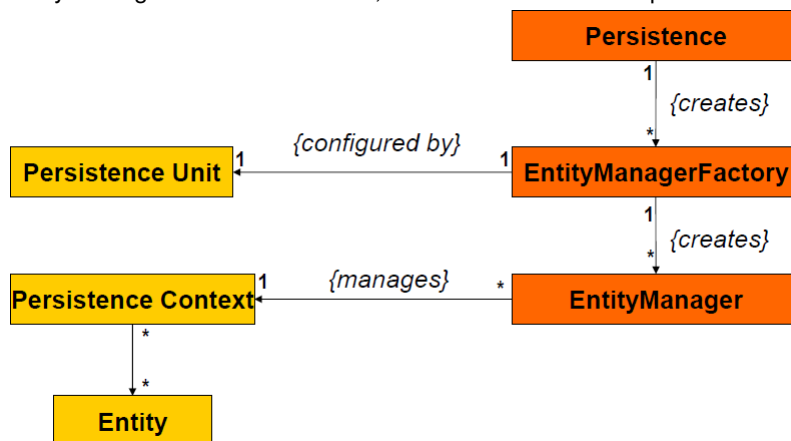 Persistence
1
{creates}
*
{configured by}
Persistence Unit
1
1
EntityManagerFactory
1
{creates}
*
{manages}
Persistence Context
1
*
EntityManager
*
*
Entity